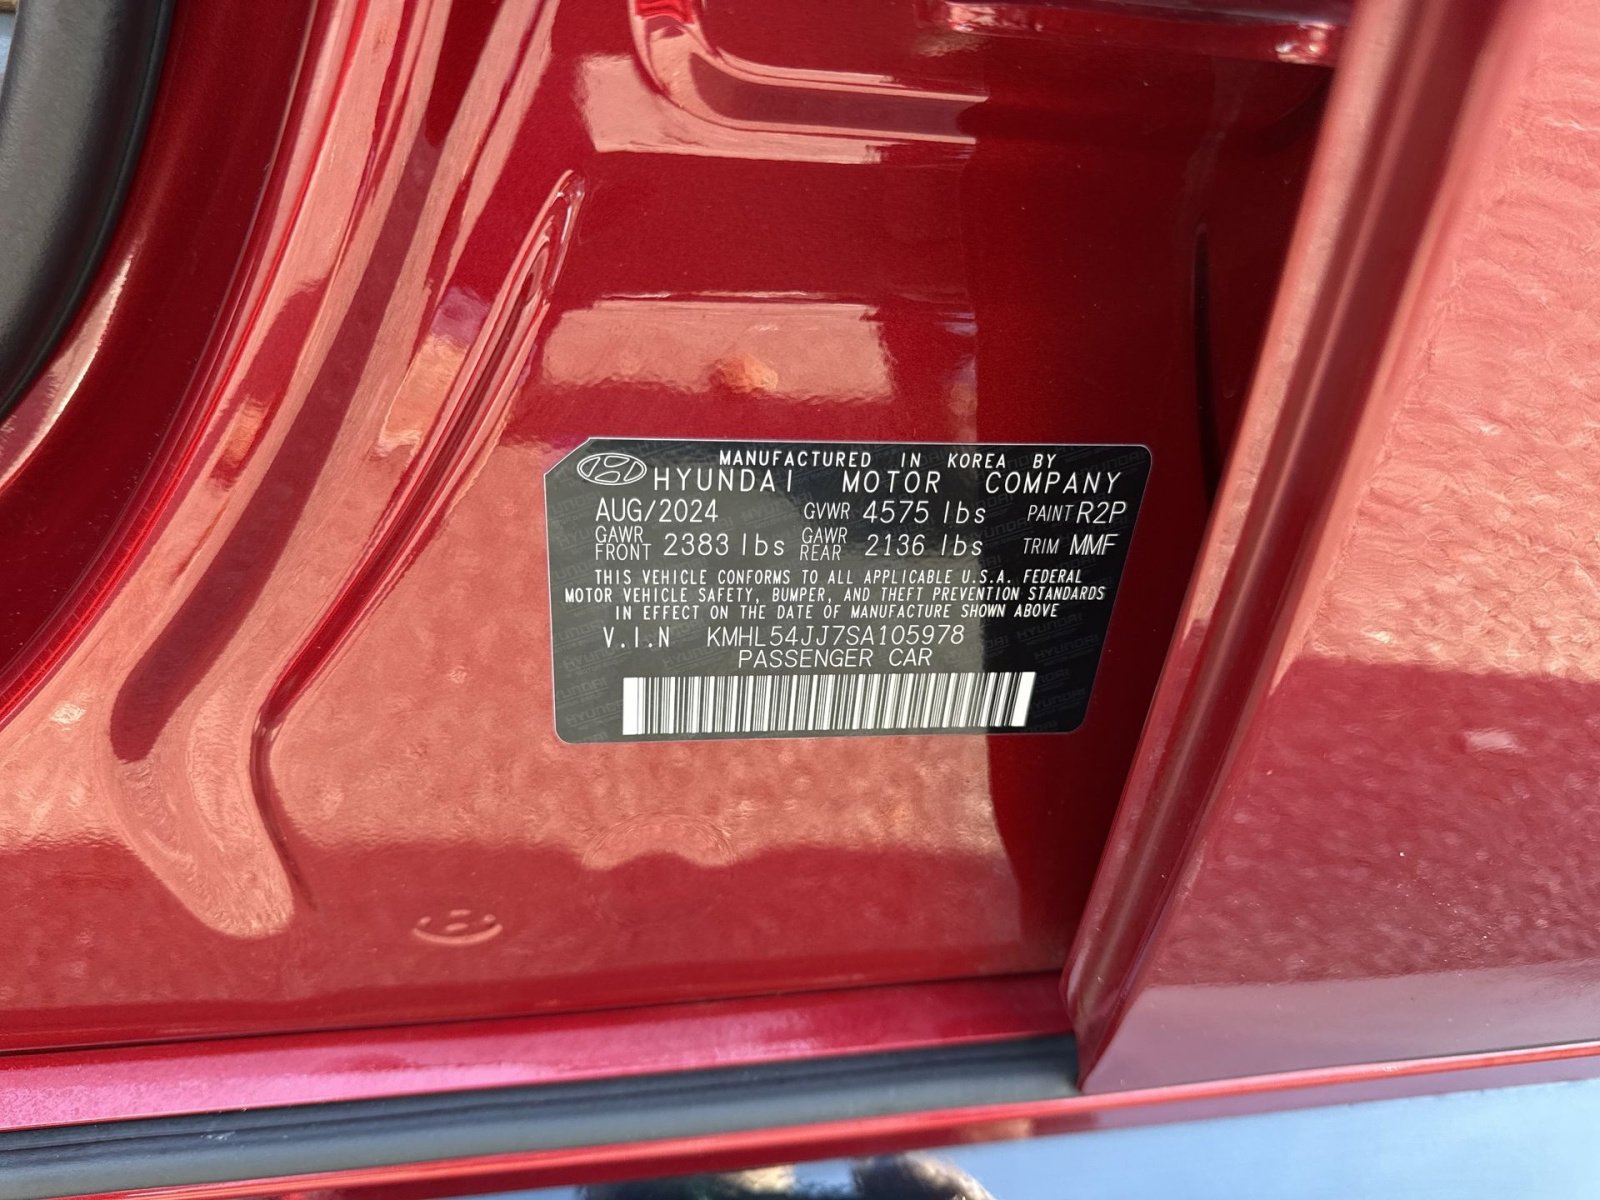 MANUFACTURED IN KOREA BY
HYUNDAI MOTOR COMPANY
AUG/2024 GVWR 4575 lbs PAINT R2P
GAWR FRONT 2383 lbs GAWR REAR 2136 lbs TRIM MMF
THIS VEHICLE CONFORMS TO ALL APPLICABLE U.S.A. FEDERAL
MOTOR VEHICLE SAFETY, BUMPER, AND THEFT PREVENTION STANDARDS
IN EFFECT ON THE DATE OF MANUFACTURE SHOWN ABOVE
V.I.N KMHL54JJ7SA105978
PASSENGER CAR